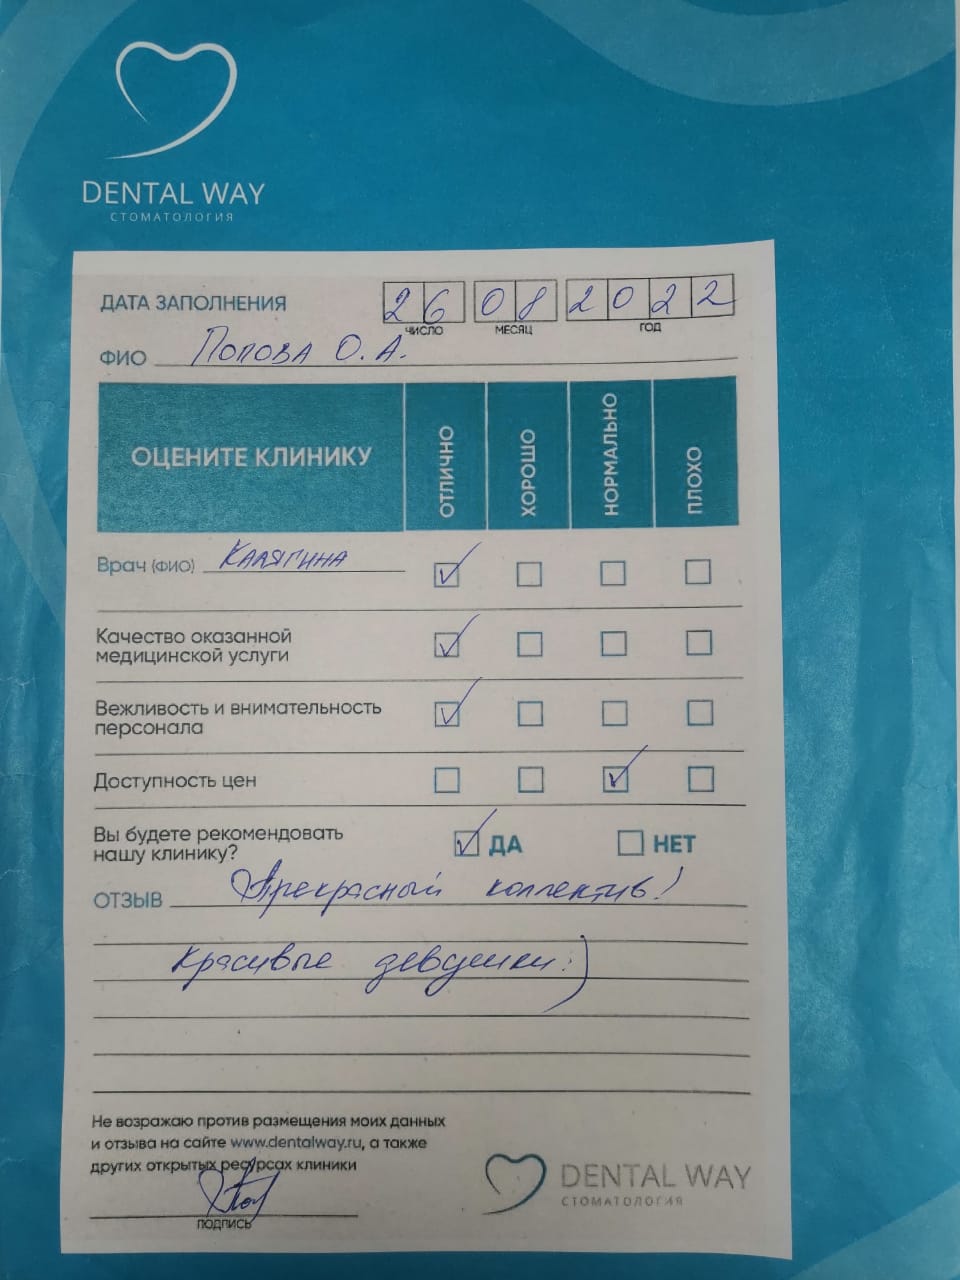 DENTAL WAY
СТОМАТОЛОГИЯ
ДАТА ЗАПОЛНЕНИЯ 26 08 2022
ЧИСЛО МЕСЯЦ ГОД
ФИО Попова О. А.
ОЦЕНИТЕ КЛИНИКУ ОТЛИЧНО ХОРОШО НОРМАЛЬНО ПЛОХО
Врач (ФИО) Калягина
Качество оказанной
медицинской услуги
Вежливость и внимательность
персонала
Доступность цен
Вы будете рекомендовать
нашу клинику? ДА НЕТ
ОТЗЫВ Прекрасный коллектив!
Красивые девушки:)
Не возражаю против размещения моих данных
и отзыва на сайте www.dentalway.ru, а также
других открытых ресурсах клиники
ПОДПИСЬ
DENTAL WAY
СТОМАТОЛОГИЯ